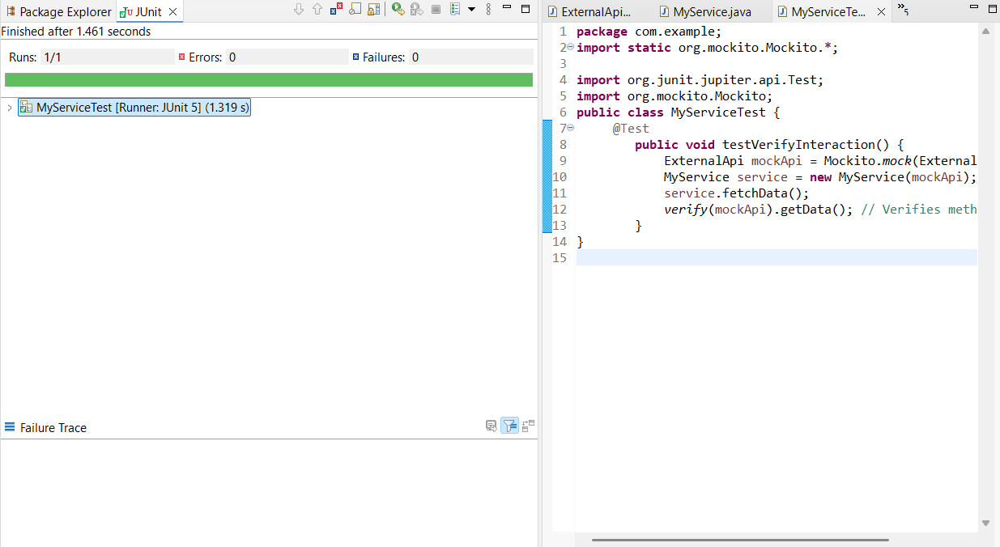 Package Explorer
JUnit
Finished after 1.461 seconds
Runs: 1/1 Errors: 0 Failures: 0
MyServiceTest [Runner: JUnit 5] (1.319 s)
Failure Trace
ExternalApi... MyService.java MyServiceTe... »5
1 package com.example;
2 import static org.mockito.Mockito.*;
3
4 import org.junit.jupiter.api.Test;
5 import org.mockito.Mockito;
6 public class MyServiceTest {
7 @Test
8 public void testVerifyInteraction() {
9 ExternalApi mockApi = Mockito.mock(External
10 MyService service = new MyService(mockApi);
11 service.fetchData();
12 verify(mockApi).getData(); // Verifies meth
13 }
14 }
15